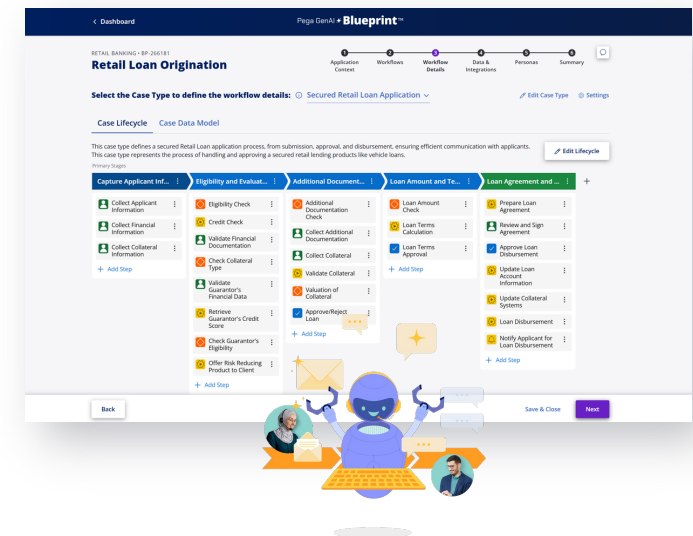 Dashboard
Pega GenAI Blueprint™
RETAIL BANKING • BP-266181
Retail Loan Origination
1
2
3
4
5
6
Application Context
Workflows
Workflow Details
Data & Integrations
Personas
Summary
Select the Case Type to define the workflow details:
Secured Retail Loan Application
Edit Case Type
Settings
Case Lifecycle
Case Data Model
This case type defines a secured Retail Loan application process, from submission, approval, and disbursement, ensuring efficient communication with applicants.
This case type represents the process of handling and approving a secured retail lending products like vehicle loans.
Edit Lifecycle
Primary Stages
Capture Applicant Inf...
Eligibility and Evaluat...
Additional Document...
Loan Amount and Te...
Loan Agreement and ...
Collect Applicant
Information
Collect Financial
Information
Collect Collateral
Information
+ Add Step
Eligibility Check
Credit Check
Validate Financial
Documentation
Check Collateral
Type
Validate
Guarantor's
Financial Data
Retrieve
Guarantor's Credit
Score
Check Guarantor's
Eligibility
Offer Risk Reducing
Product to Client
+ Add Step
Additional
Documentation
Check
Collect Additional
Documentation
Collect Collateral
Validate Collateral
Valuation of
Collateral
Approve/Reject
Loan
+ Add Step
Loan Amount
Check
Loan Terms
Calculation
Loan Terms
Approval
+ Add Step
Prepare Loan
Agreement
Review and Sign
Agreement
Approve Loan
Disbursement
Update Loan
Account
Information
Update Collateral
Systems
Loan Disbursement
Notify Applicant for
Loan Disbursement
+ Add Step
Back
Save & Close
Next